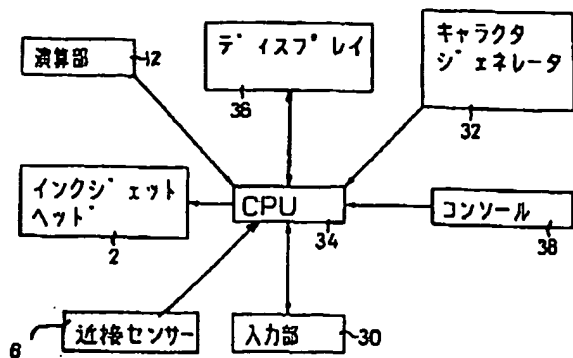 演算部
12
ディスプレイ
36
キャラクタ
ジェネレータ
32
インクジェット
ヘッド
2
CPU
34
コンソール
38
近接センサー
6
入力部
30